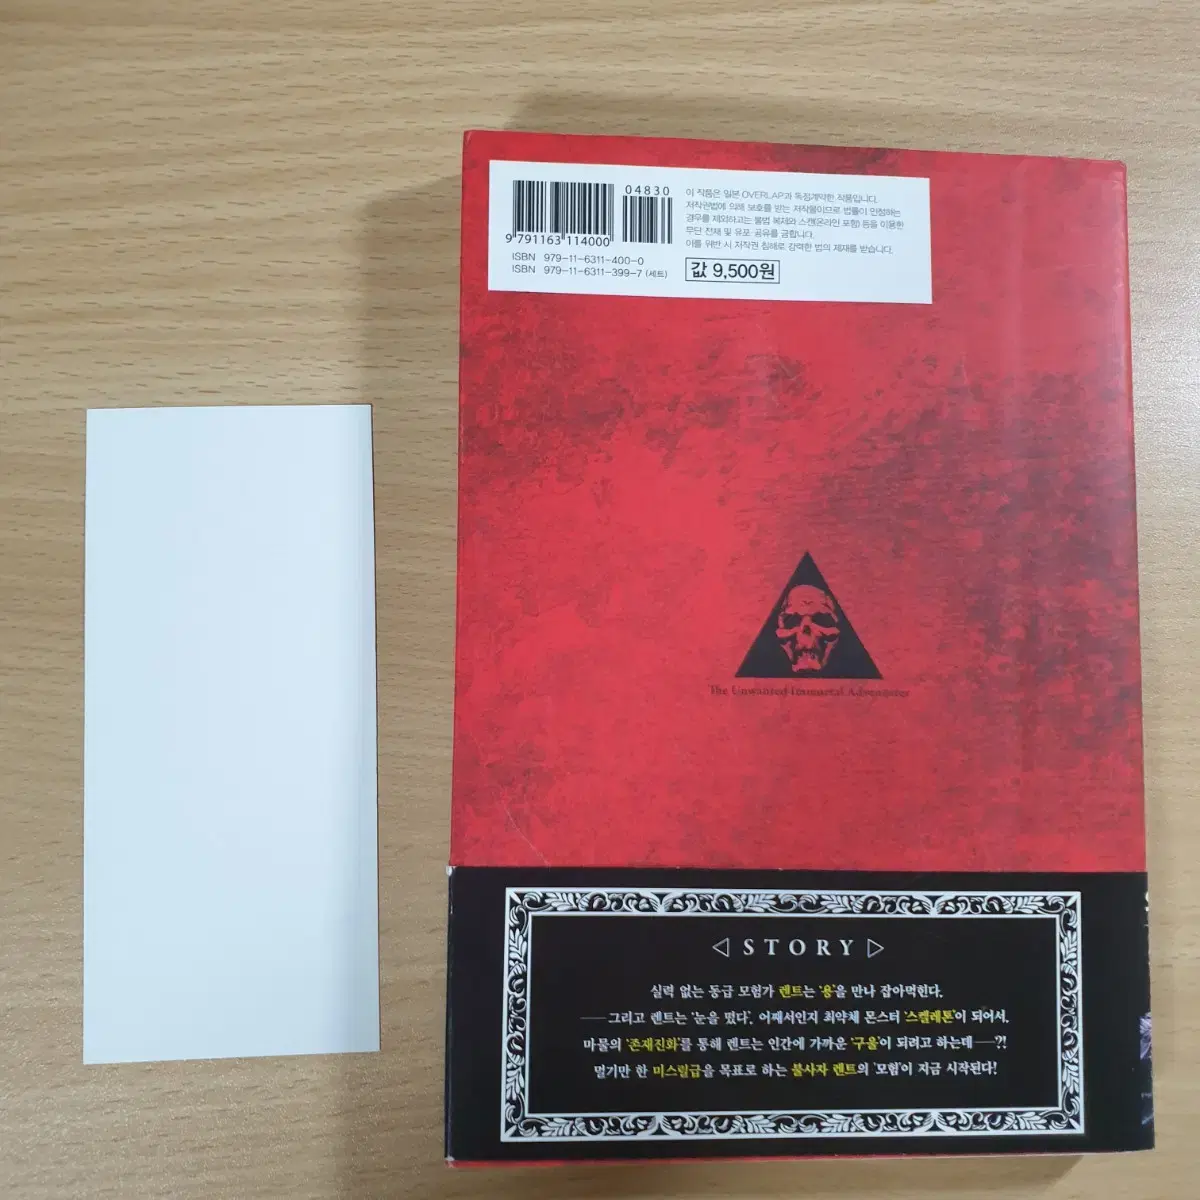 04830
9 791163 114000
ISBN 979-11-6311-400-0
ISBN 979-11-6311-399-7 (세트)
이 작품은 일본 OVERLAP과 독점계약한 작품입니다.
저작권법에 의해 보호를 받는 저작물이므로 법률이 인정하는
경우를 제외하고는 불법 복제와 스캔(온라인 포함) 등을 이용한
무단 전재 및 유포·공유를 금합니다.
이를 위반 시 저작권 침해로 강력한 법의 제재를 받습니다.
값 9,500원
The Unwanted Immortal Adventurer
◁ STORY ▷
실력 없는 동급 모험가 렌트는 '용'을 만나 잡아먹힌다.
──그리고 렌트는 '눈을 떴다'. 어째서인지 최약체 몬스터 '스켈레톤'이 되어서.
마물의 '존재진화'를 통해 렌트는 인간에 가까운 '구울'이 되려고 하는데──?!
멀기만 한 미스릴급을 목표로 하는 불사자 렌트의 '모험'이 지금 시작된다!